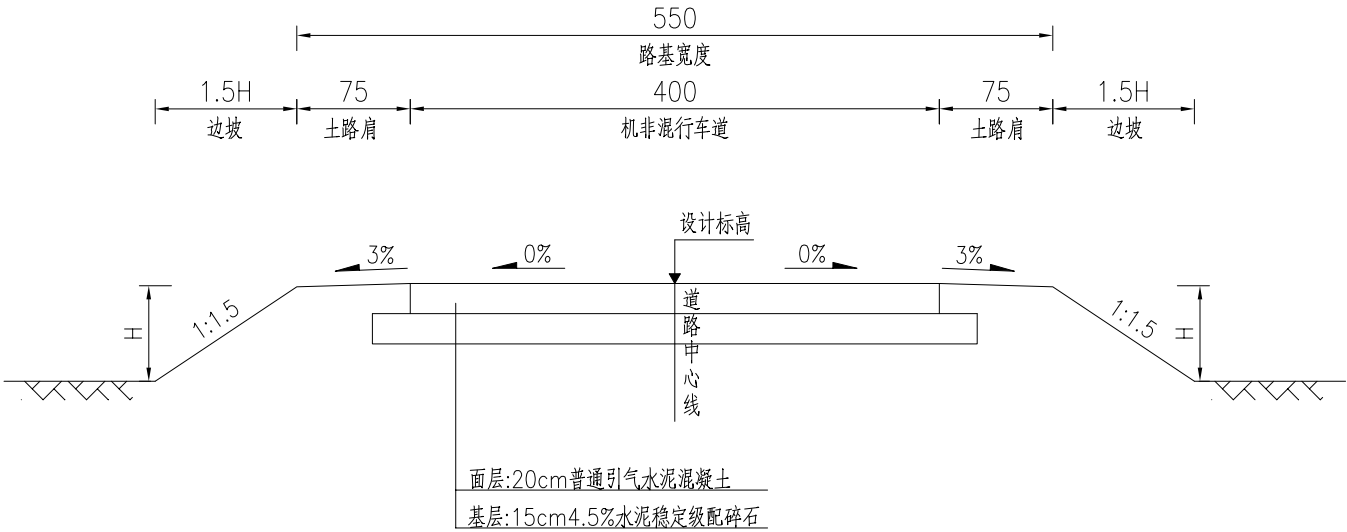 550
路基宽度
1.5H 75 400 75 1.5H
边坡 土路肩 机非混行车道 土路肩 边坡
设计标高
3% 0% 0% 3%
1:1.5 H 道路中心线 1:1.5 H
面层:20cm普通引气水泥混凝土
基层:15cm4.5%水泥稳定级配碎石